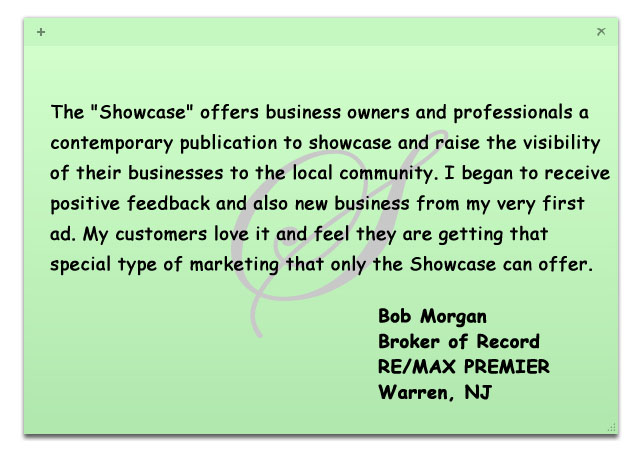 The "Showcase" offers business owners and professionals a
contemporary publication to showcase and raise the visibility
of their businesses to the local community. I began to receive
positive feedback and also new business from my very first
ad. My customers love it and feel they are getting that
special type of marketing that only the Showcase can offer.
Bob Morgan
Broker of Record
RE/MAX PREMIER
Warren, NJ